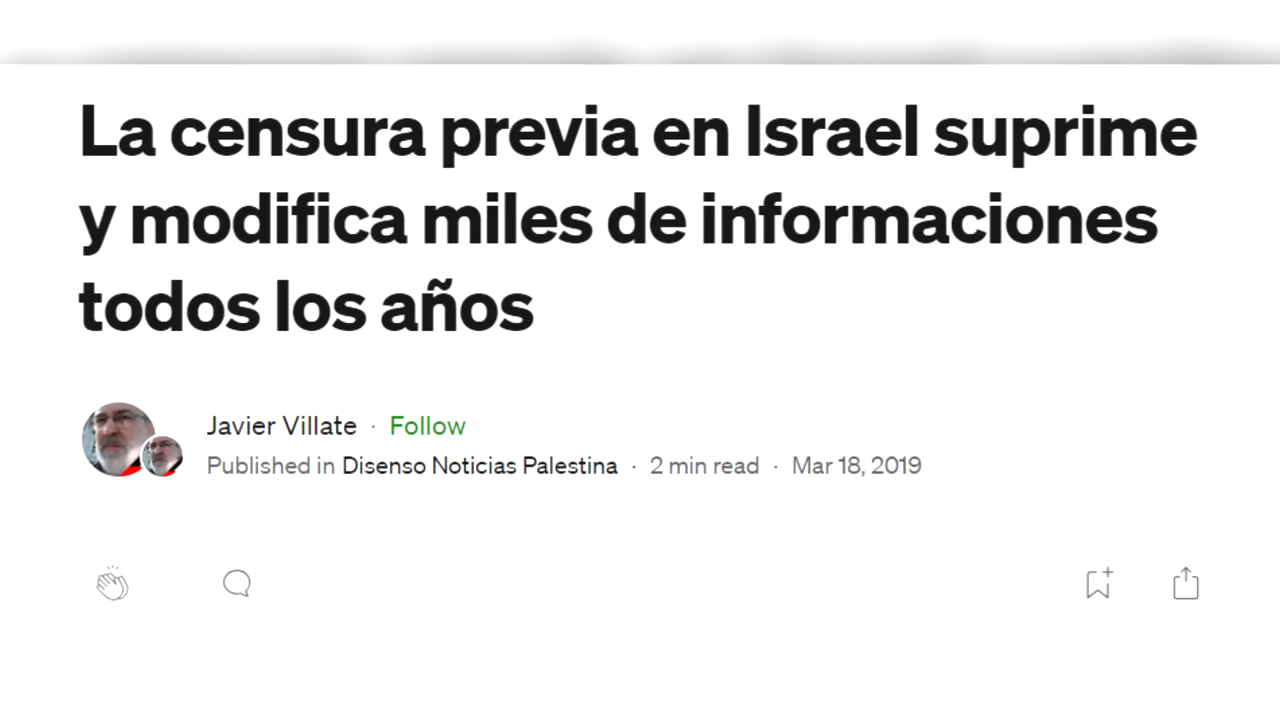 La censura previa en Israel suprime
y modifica miles de informaciones
todos los años
Javier Villate · Follow
Published in Disenso Noticias Palestina · 2 min read · Mar 18, 2019